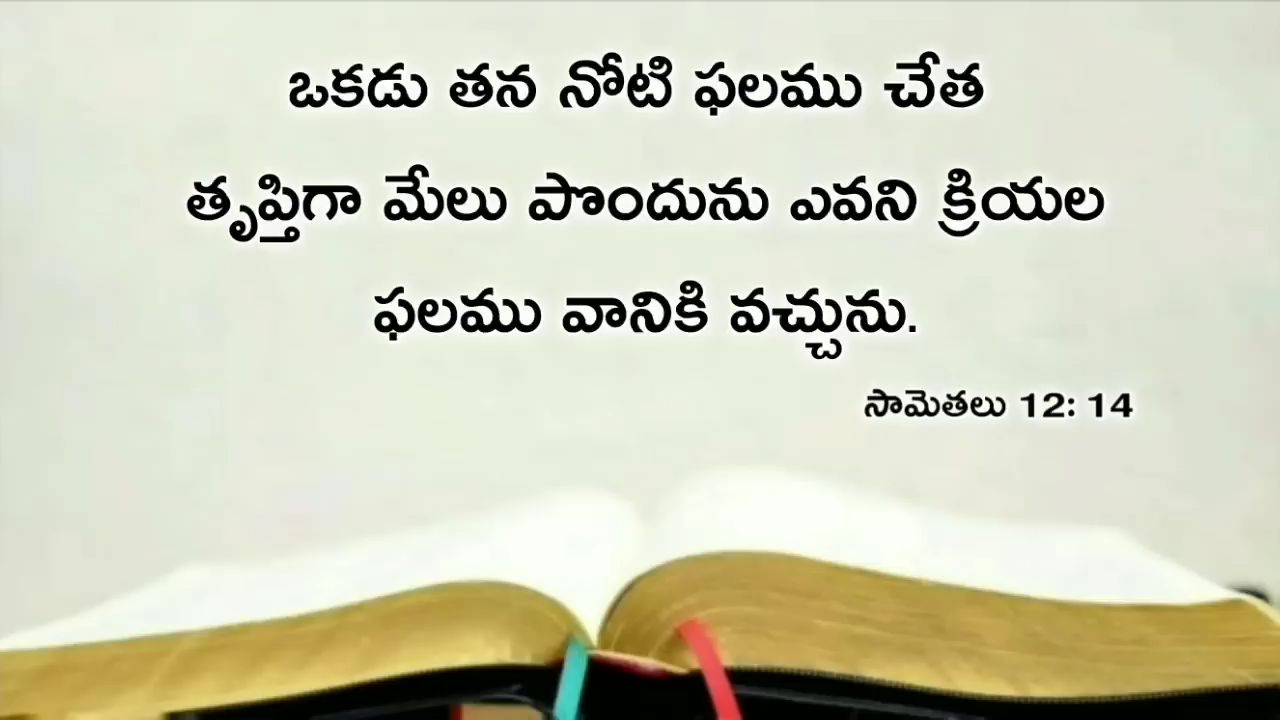 ఒకడు తన నోటి ఫలము చేత
తృప్తిగా మేలు పొందును ఎవని క్రియల
ఫలము వానికి వచ్చును.
సామెతలు 12: 14